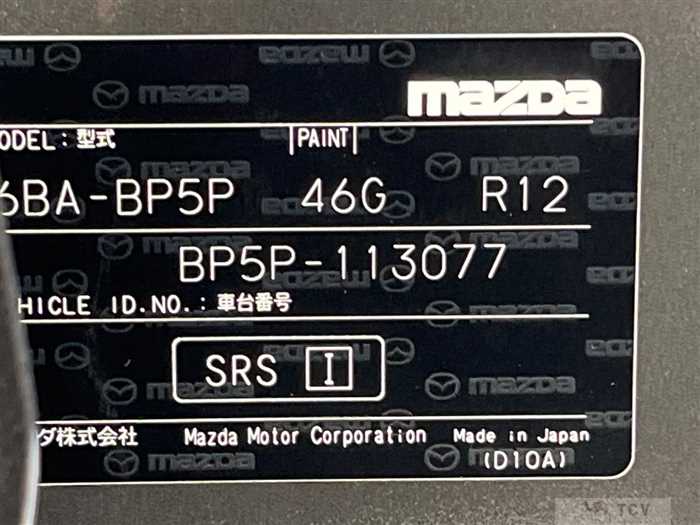 mazda
ODEL：型式 PAINT
6BA-BP5P 46G R12
BP5P-113077
HICLE ID.NO.：車台番号
SRS I
ダ株式会社 Mazda Motor Corporation Made in Japan
(D10A)
TCV